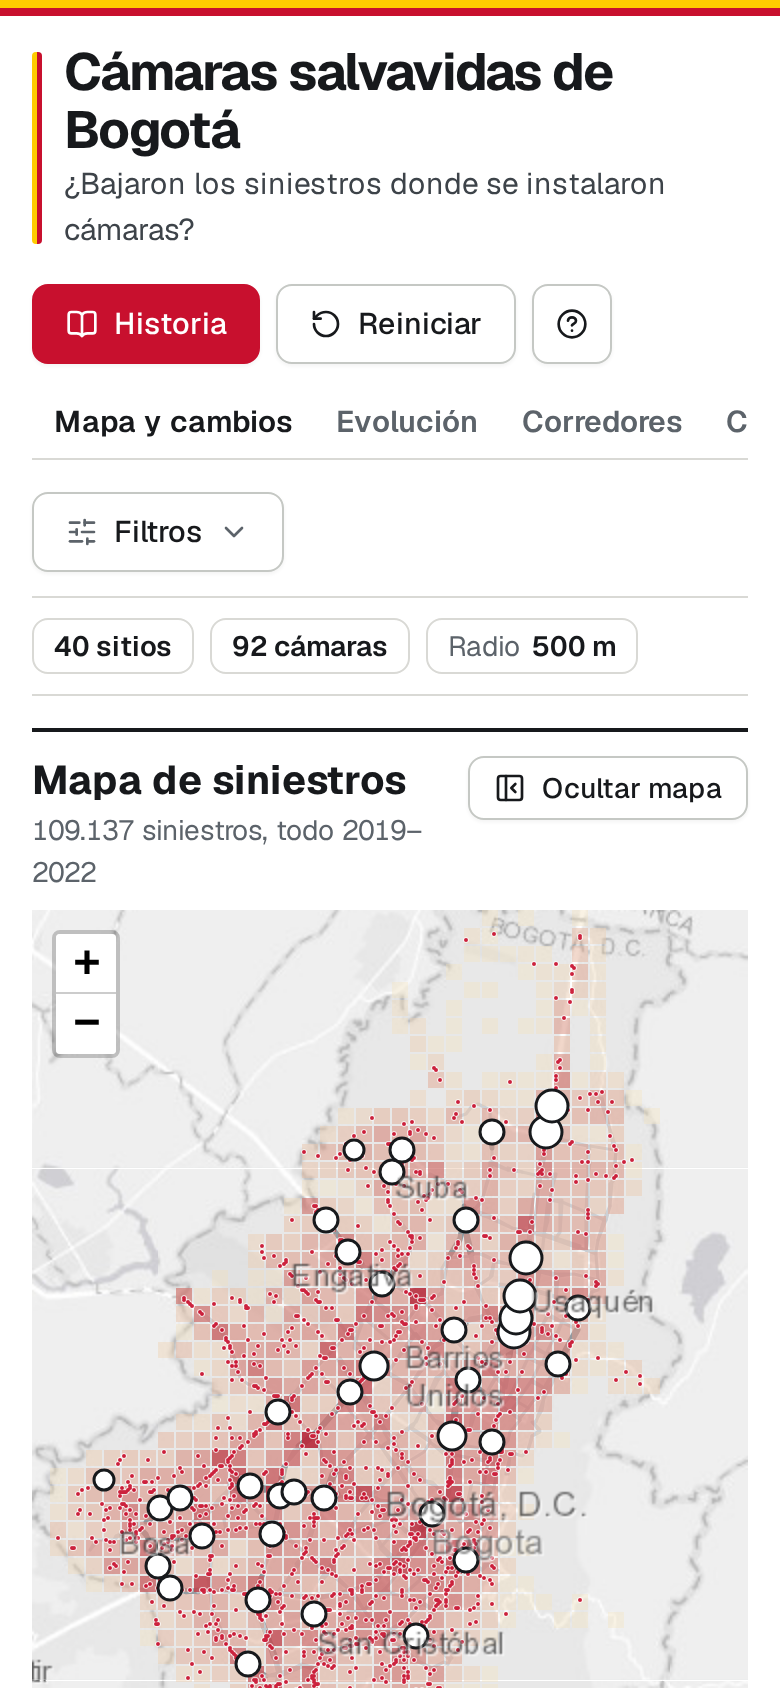 Cámaras salvavidas de
Bogotá
¿Bajaron los siniestros donde se instalaron
cámaras?
Historia
Reiniciar
Mapa y cambios
Evolución
Corredores
C
Filtros
40 sitios
92 cámaras
Radio 500 m
Mapa de siniestros
Ocultar mapa
109.137 siniestros, todo 2019–
2022
+
−
BOGOTÁ, D.C.
Suba
Engativá
Usaquén
Barrios
Unidos
Bogotá, D.C.
Bogota
Bosa
San Cristóbal